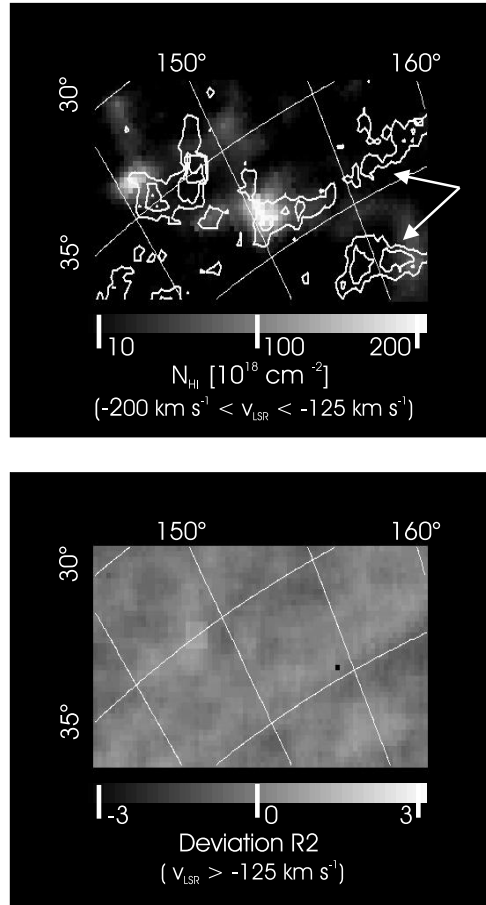 150° 160°
30°
35°
10 100 200
N_HI [10^18 cm^-2]
(-200 km s^-1 < v_LSR < -125 km s^-1)
150° 160°
30°
35°
-3 0 3
Deviation R2
( v_LSR > -125 km s^-1)